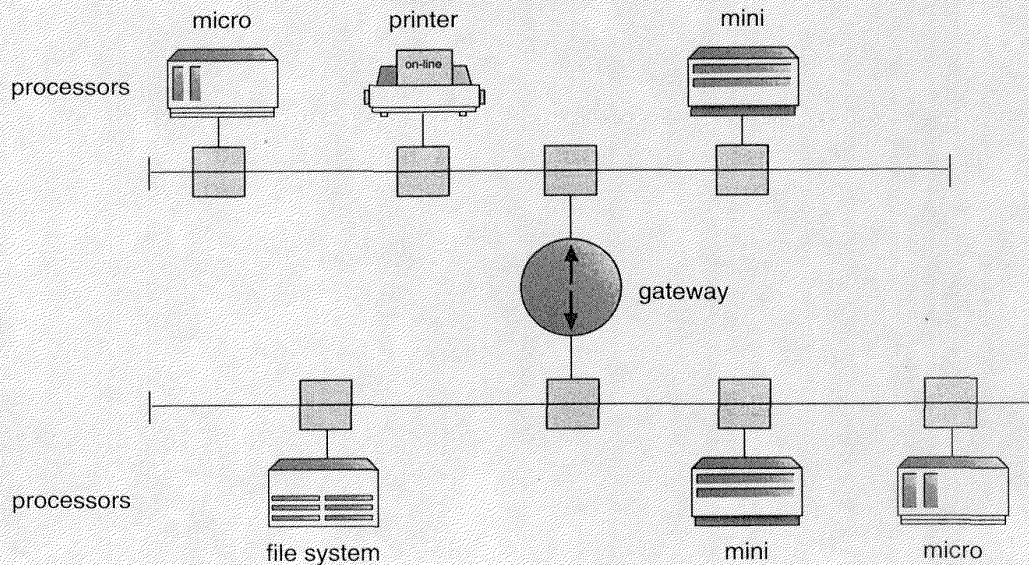 micro
printer
mini
on-line
processors
gateway
processors
file system
mini
micro